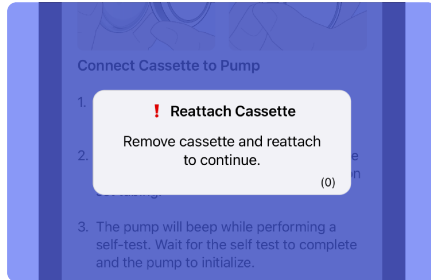 Connect Cassette to Pump
1.
❗ Reattach Cassette
Remove cassette and reattach
to continue.
(0)
2.
3. The pump will beep while performing a
self-test. Wait for the self test to complete
and the pump to initialize.